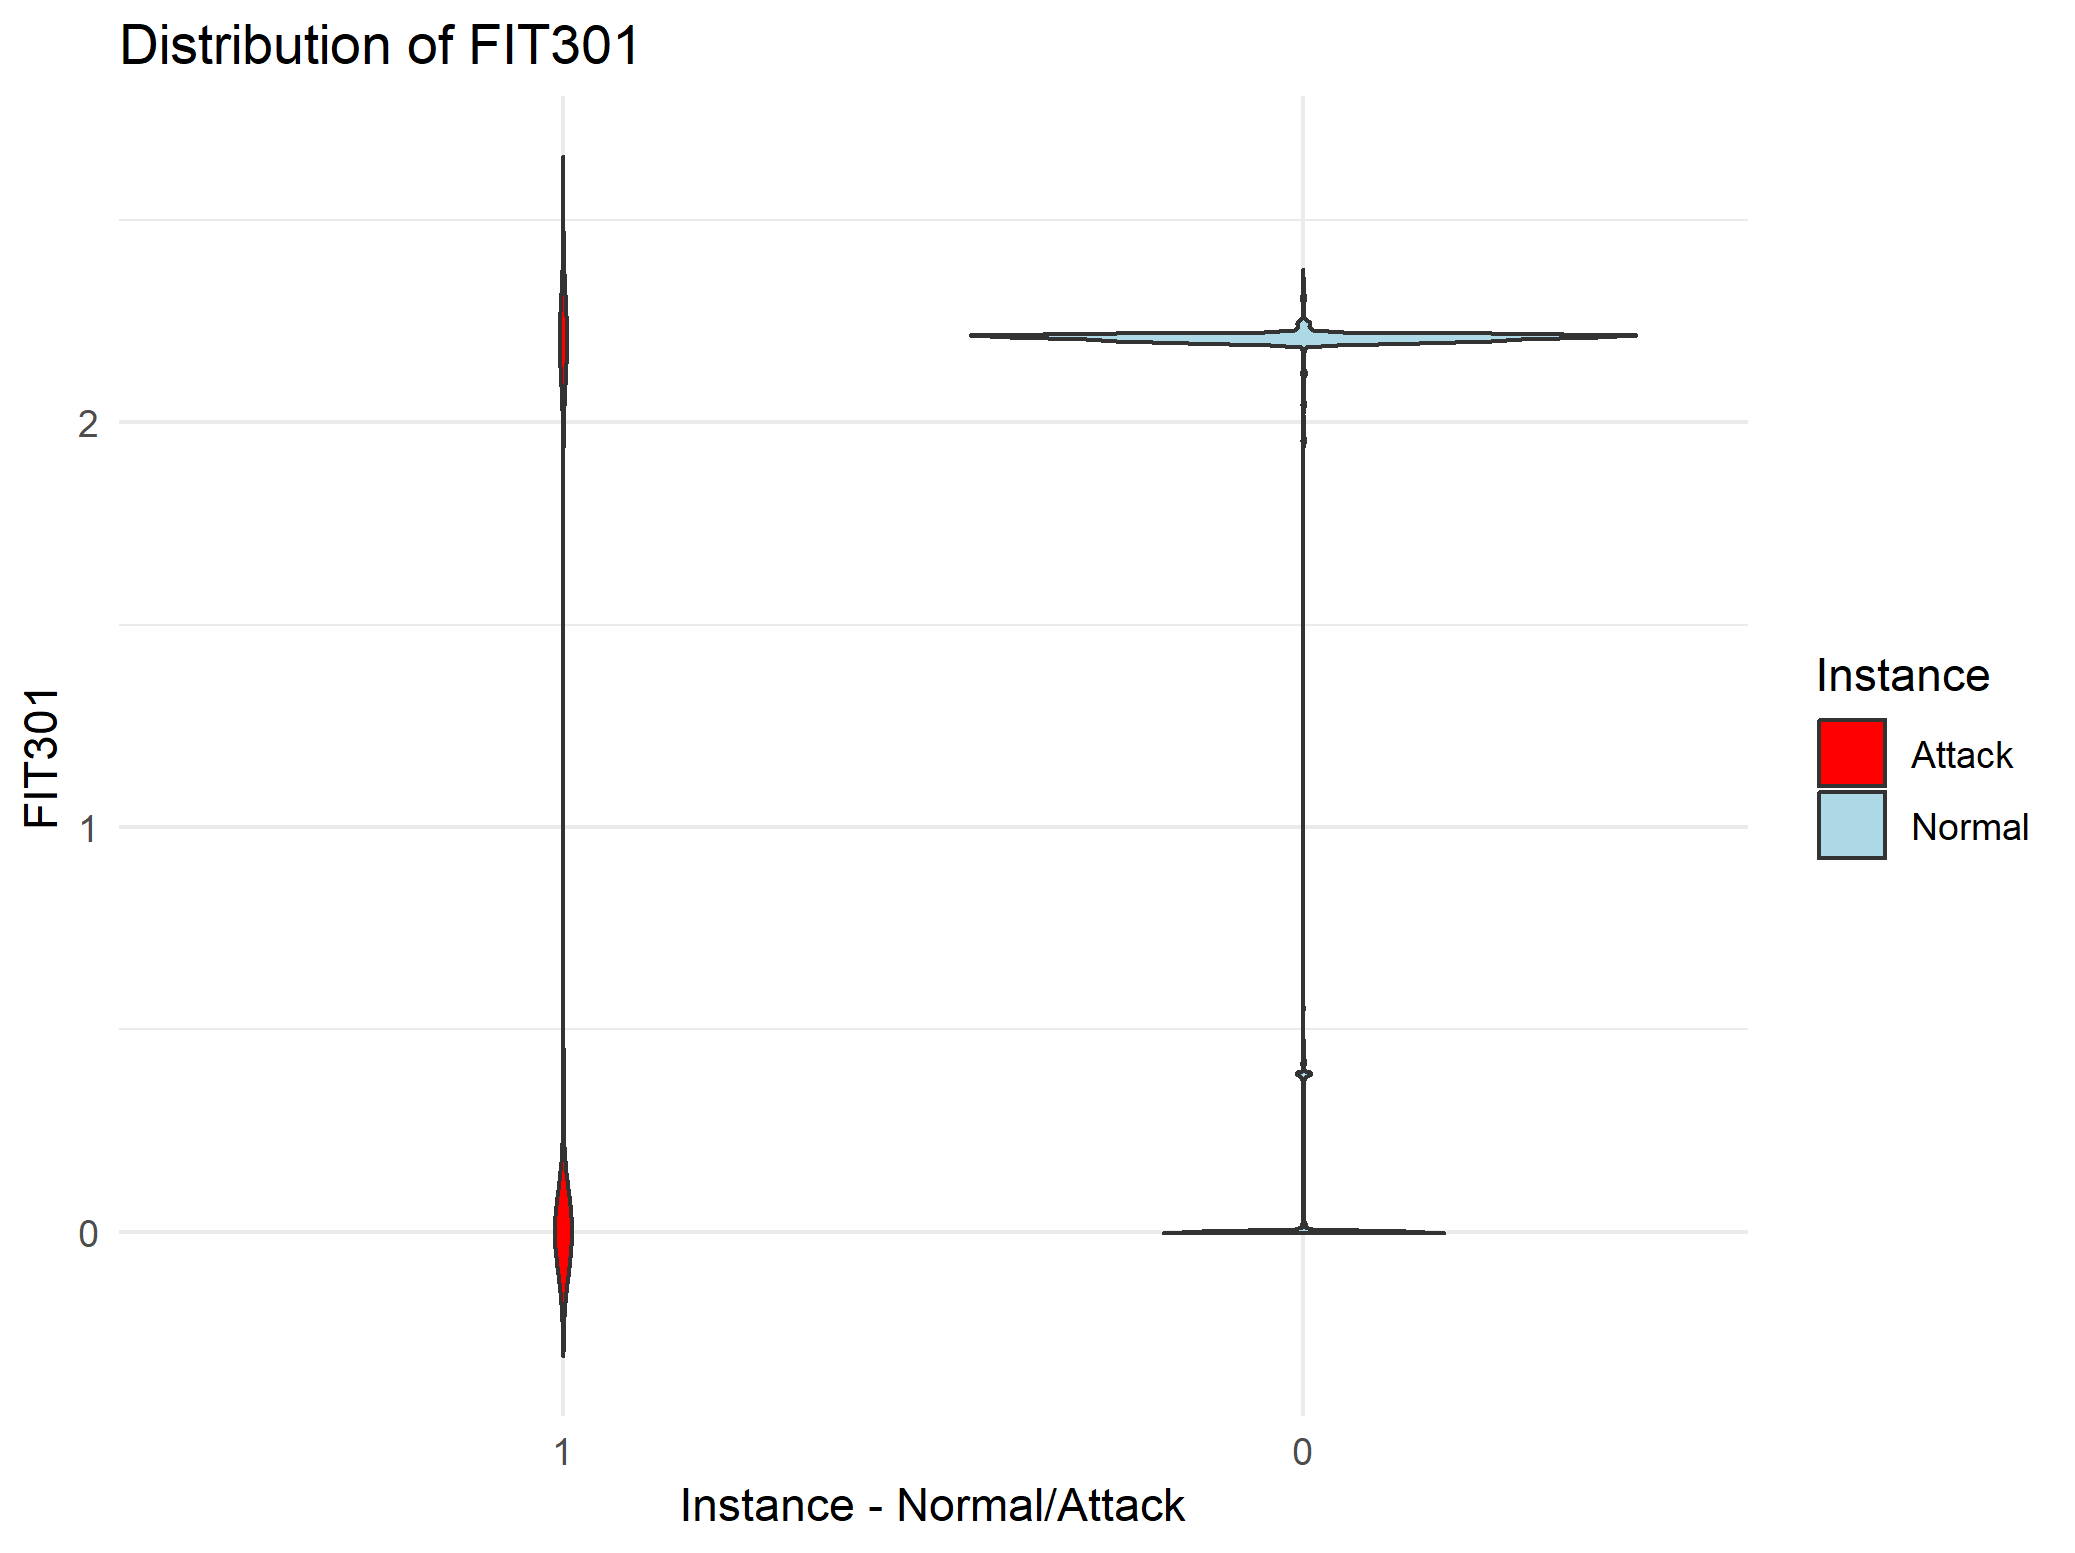 Distribution of FIT301
FIT301
2
1
0
1
0
Instance - Normal/Attack
Instance
Attack
Normal